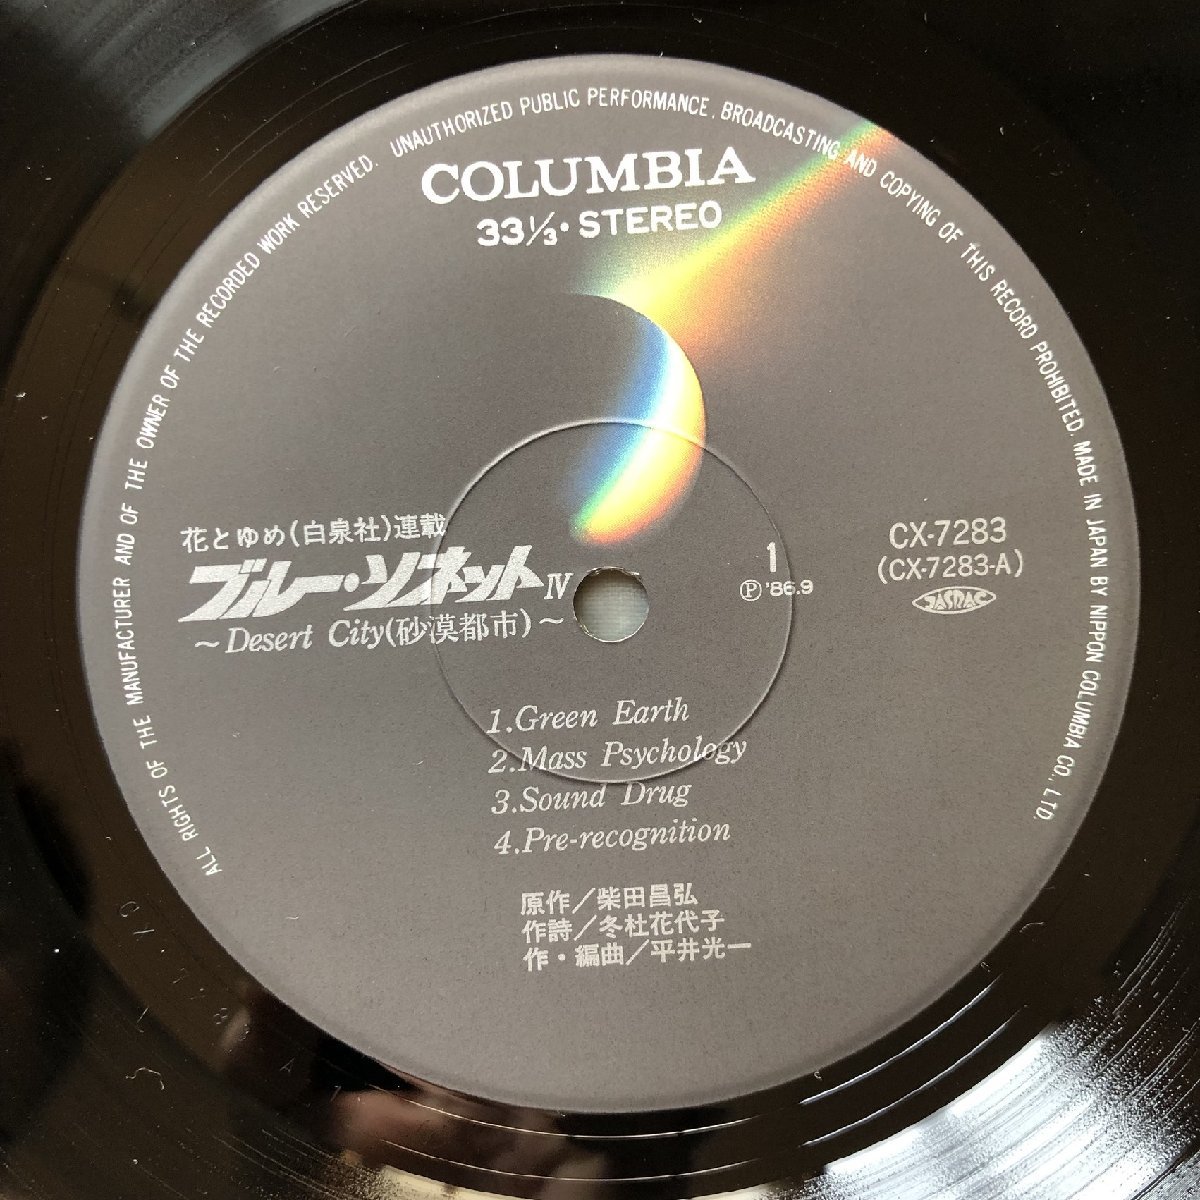 ALL RIGHTS OF THE MANUFACTURER AND OF THE OWNER OF THE RECORDED WORK RESERVED. UNAUTHORIZED PUBLIC PERFORMANCE, BROADCASTING AND COPYING OF THIS RECORD PROHIBITED. MADE IN JAPAN BY NIPPON COLUMBIA CO., LTD.
COLUMBIA
33⅓・STEREO
花とゆめ(白泉社)連載
ブルー・ソネットⅣ
～Desert City(砂漠都市)～
1
Ⓟ'86.9
CX-7283
(CX-7283-A)
JASRAC
1.Green Earth
2.Mass Psychology
3.Sound Drug
4.Pre-recognition
原作／柴田昌弘
作詩／冬杜花代子
作・編曲／平井光一